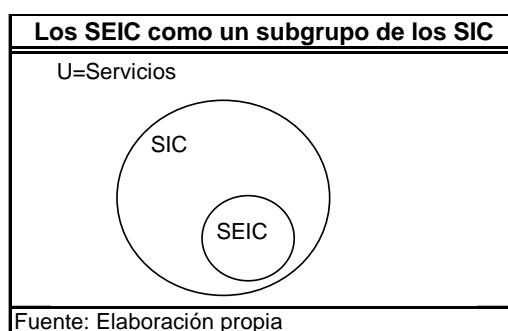 Los SEIC como un subgrupo de los SIC
U=Servicios
SIC
SEIC
Fuente: Elaboración propia